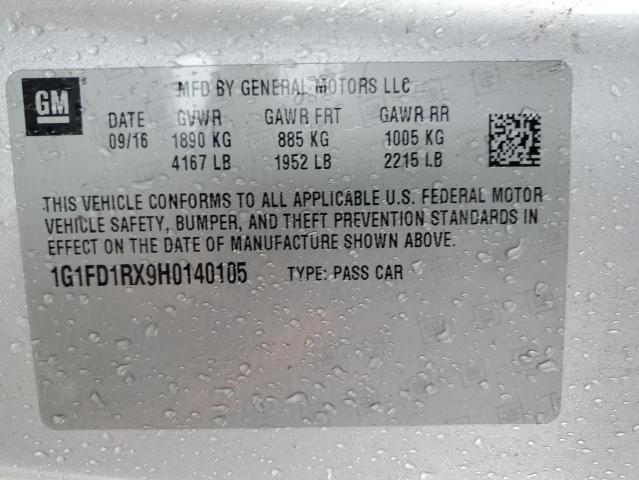 GM
MFD BY GENERAL MOTORS LLC
DATE GVWR GAWR FRT GAWR RR
09/16 1890 KG 885 KG 1005 KG
4167 LB 1952 LB 2215 LB
THIS VEHICLE CONFORMS TO ALL APPLICABLE U.S. FEDERAL MOTOR
VEHICLE SAFETY, BUMPER, AND THEFT PREVENTION STANDARDS IN
EFFECT ON THE DATE OF MANUFACTURE SHOWN ABOVE.
1G1FD1RX9H0140105 TYPE: PASS CAR